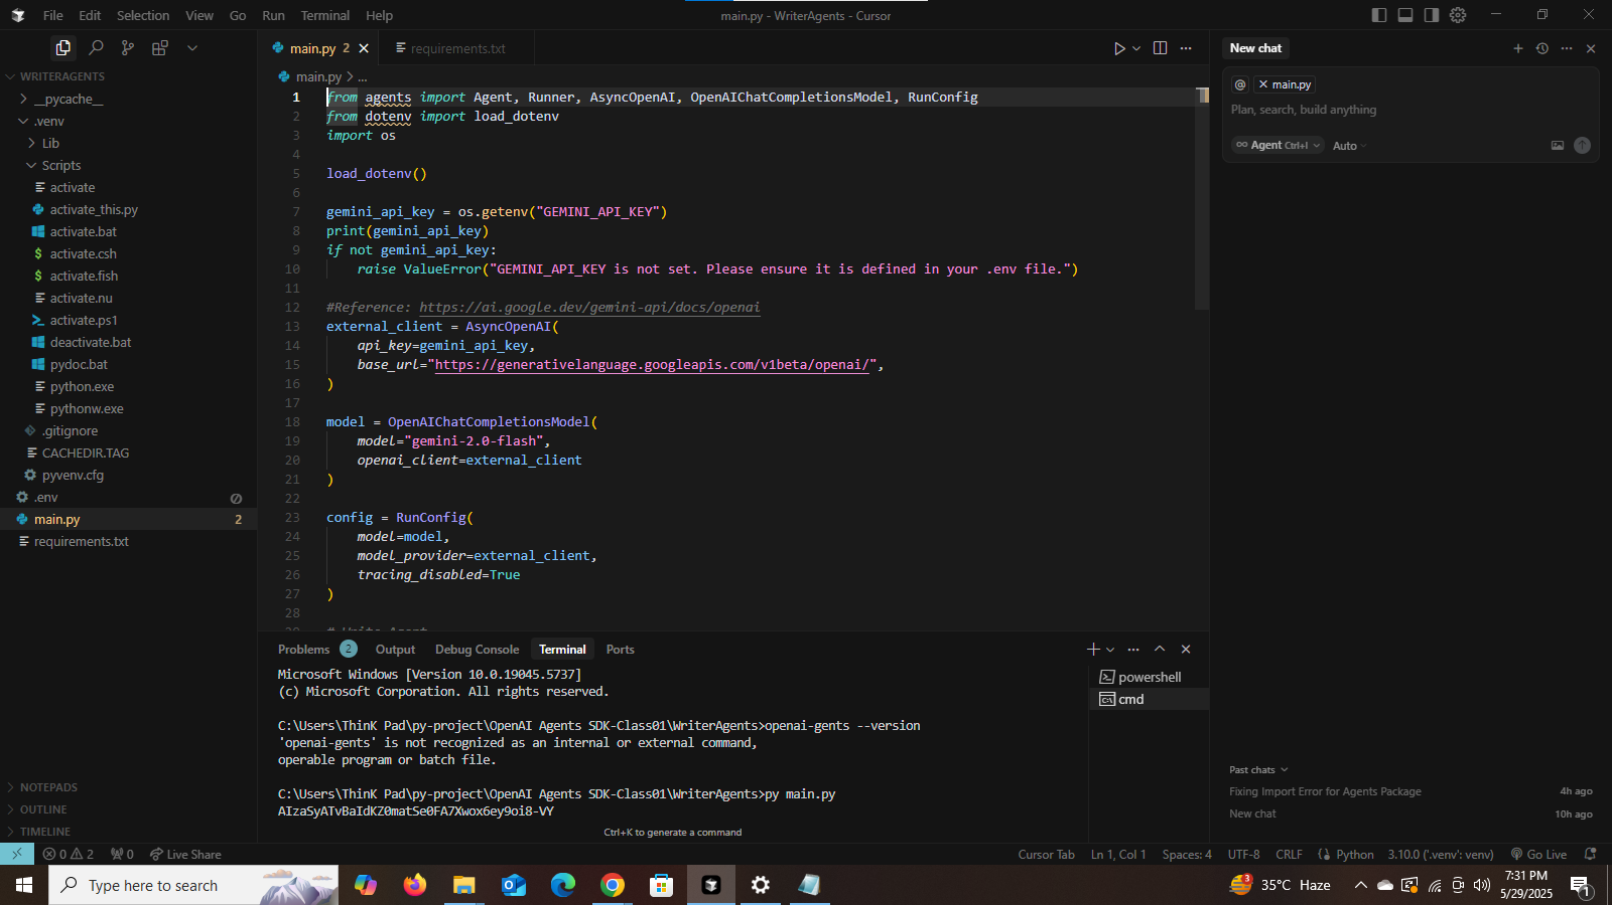 File Edit Selection View Go Run Terminal Help
main.py - WriterAgents - Cursor
WRITERAGENTS
__pycache__
.venv
Lib
Scripts
activate
activate_this.py
activate.bat
activate.csh
activate.fish
activate.nu
activate.ps1
deactivate.bat
pydoc.bat
python.exe
pythonw.exe
.gitignore
CACHEDIR.TAG
pyvenv.cfg
.env
main.py 2
requirements.txt
NOTEPADS
OUTLINE
TIMELINE
main.py 2 requirements.txt
main.py > ...
1 from agents import Agent, Runner, AsyncOpenAI, OpenAIChatCompletionsModel, RunConfig
2 from dotenv import load_dotenv
3 import os
4
5 load_dotenv()
6
7 gemini_api_key = os.getenv("GEMINI_API_KEY")
8 print(gemini_api_key)
9 if not gemini_api_key:
10 raise ValueError("GEMINI_API_KEY is not set. Please ensure it is defined in your .env file.")
11
12 #Reference: https://ai.google.dev/gemini-api/docs/openai
13 external_client = AsyncOpenAI(
14 api_key=gemini_api_key,
15 base_url="https://generativelanguage.googleapis.com/v1beta/openai/",
16 )
17
18 model = OpenAIChatCompletionsModel(
19 model="gemini-2.0-flash",
20 openai_client=external_client
21 )
22
23 config = RunConfig(
24 model=model,
25 model_provider=external_client,
26 tracing_disabled=True
27 )
28
Problems 2 Output Debug Console Terminal Ports
Microsoft Windows [Version 10.0.19045.5737]
(c) Microsoft Corporation. All rights reserved.
C:\Users\ThinK Pad\py-project\OpenAI Agents SDK-Class01\WriterAgents>openai-gents --version
'openai-gents' is not recognized as an internal or external command,
operable program or batch file.
C:\Users\ThinK Pad\py-project\OpenAI Agents SDK-Class01\WriterAgents>py main.py
AIzaSyATvBaIdKZ0matSe0FA7Xwox6ey9oi8-VY
Ctrl+K to generate a command
powershell
cmd
New chat
@ main.py
Plan, search, build anything
Agent Ctrl+I Auto
Past chats
Fixing Import Error for Agents Package 4h ago
New chat 10h ago
0 2 0 Live Share
Cursor Tab Ln 1, Col 1 Spaces: 4 UTF-8 CRLF Python 3.10.0 ('.venv': venv) Go Live
Type here to search
3 35°C Haze
7:31 PM
5/29/2025
1